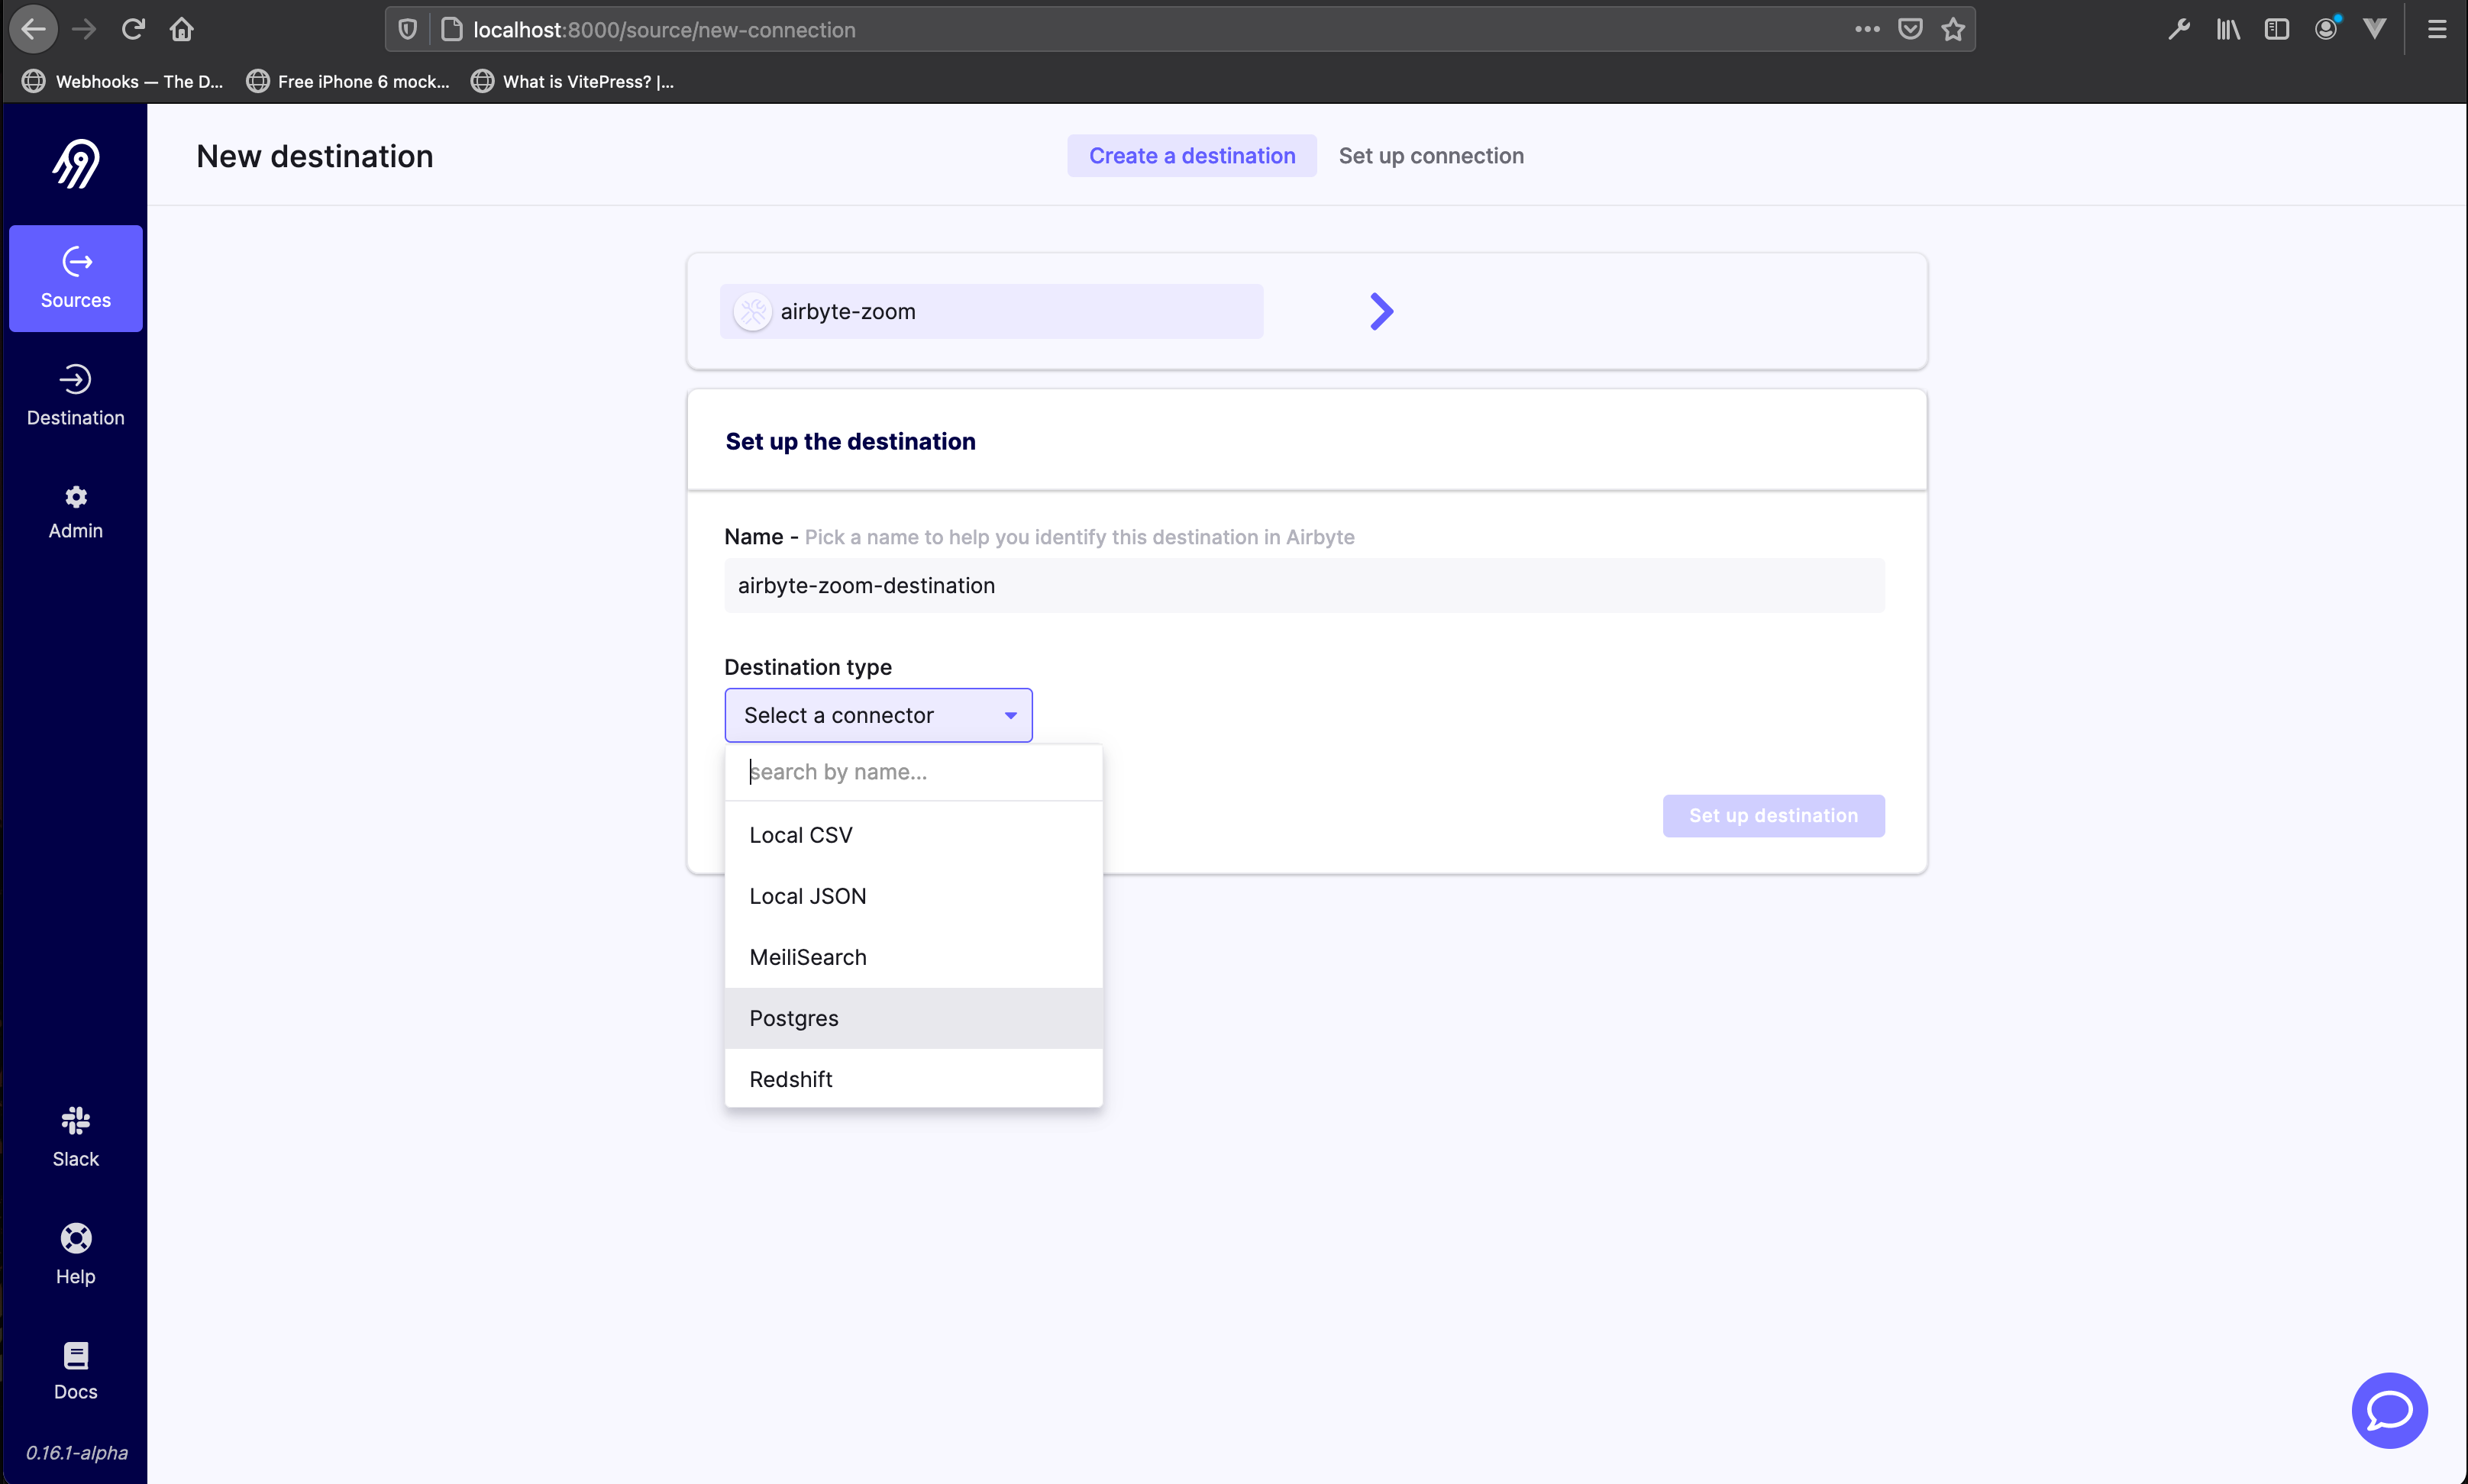 localhost:8000/source/new-connection
Webhooks — The D... Free iPhone 6 mock... What is VitePress? |...
New destination
Create a destination Set up connection
Sources
Destination
Admin
airbyte-zoom
Set up the destination
Name - Pick a name to help you identify this destination in Airbyte
airbyte-zoom-destination
Destination type
Select a connector
search by name...
Local CSV
Local JSON
MeiliSearch
Postgres
Redshift
Set up destination
Slack
Help
Docs
0.16.1-alpha